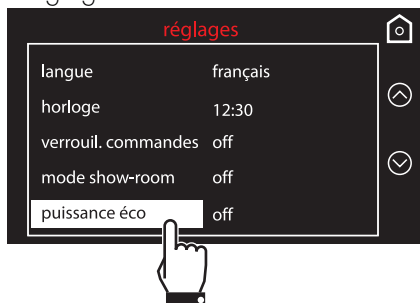 réglages
langue français
horloge 12:30
verrouil. commandes off
mode show-room off
puissance éco off